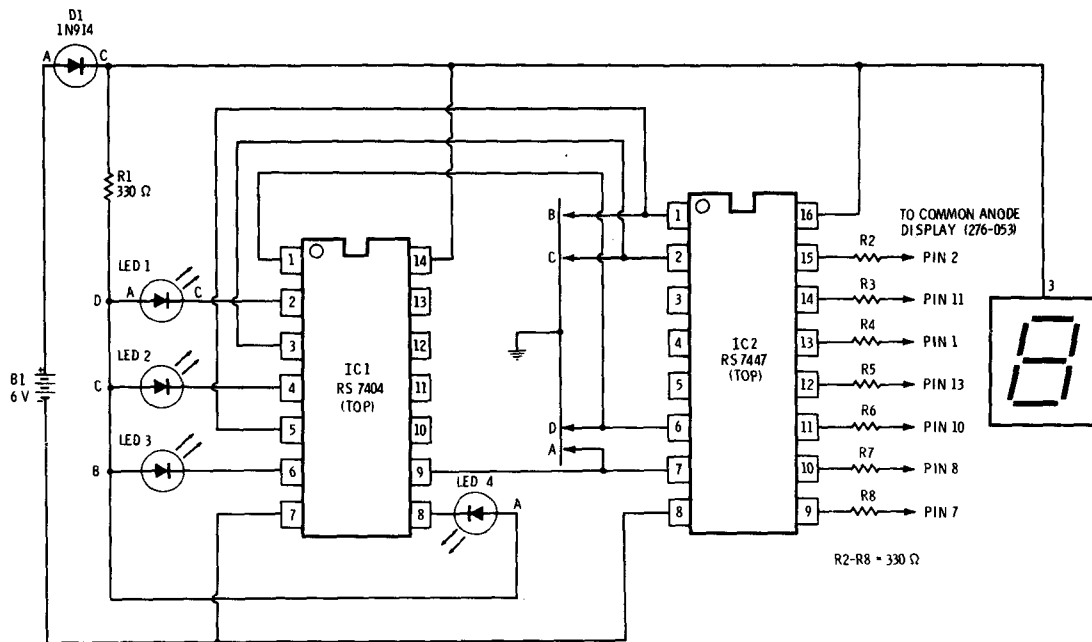 D1
1N914
A
C
R1
330 Ω
LED 1
D
A
C
LED 2
C
LED 3
B
B1
6 V
+
1
2
3
4
5
6
7
14
13
12
11
10
9
8
IC1
RS 7404
(TOP)
LED 4
A
B
C
D
A
1
2
3
4
5
6
7
8
16
15
14
13
12
11
10
9
IC2
RS 7447
(TOP)
TO COMMON ANODE
DISPLAY (276-053)
R2
PIN 2
R3
PIN 11
R4
PIN 1
R5
PIN 13
R6
PIN 10
R7
PIN 8
R8
PIN 7
3
R2-R8 = 330 Ω